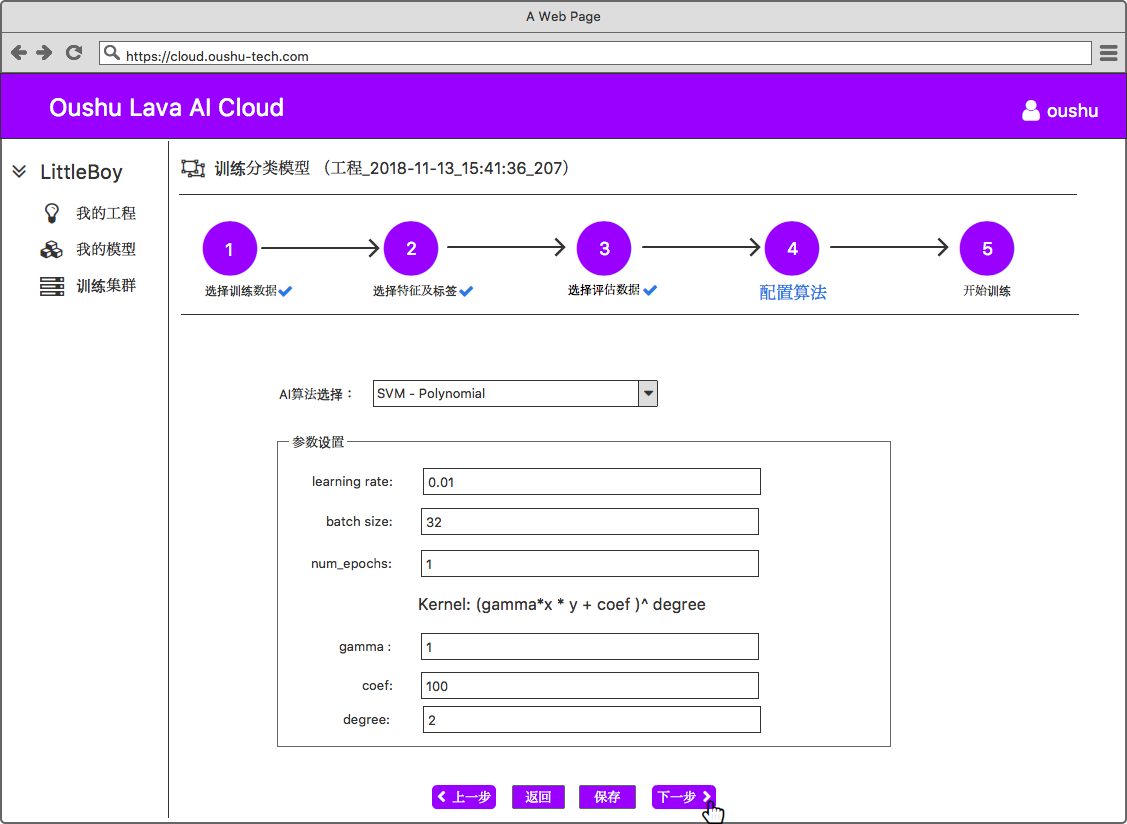 A Web Page
https://cloud.oushu-tech.com
Oushu Lava AI Cloud
oushu
LittleBoy
我的工程
我的模型
训练集群
训练分类模型 （工程_2018-11-13_15:41:36_207）
1
2
3
4
5
选择训练数据
选择特征及标签
选择评估数据
配置算法
开始训练
AI算法选择：
SVM - Polynomial
参数设置
learning rate:
0.01
batch size:
32
num_epochs:
1
Kernel: (gamma*x * y + coef )^ degree
gamma :
1
coef:
100
degree:
2
上一步
返回
保存
下一步